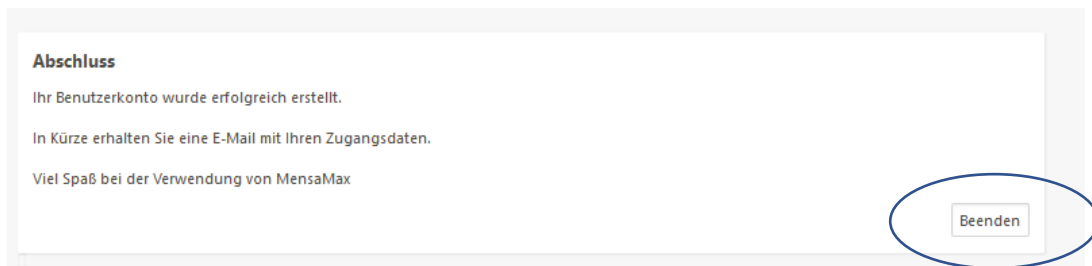 Abschluss
Ihr Benutzerkonto wurde erfolgreich erstellt.
In Kürze erhalten Sie eine E-Mail mit Ihren Zugangsdaten.
Viel Spaß bei der Verwendung von MensaMax
Beenden